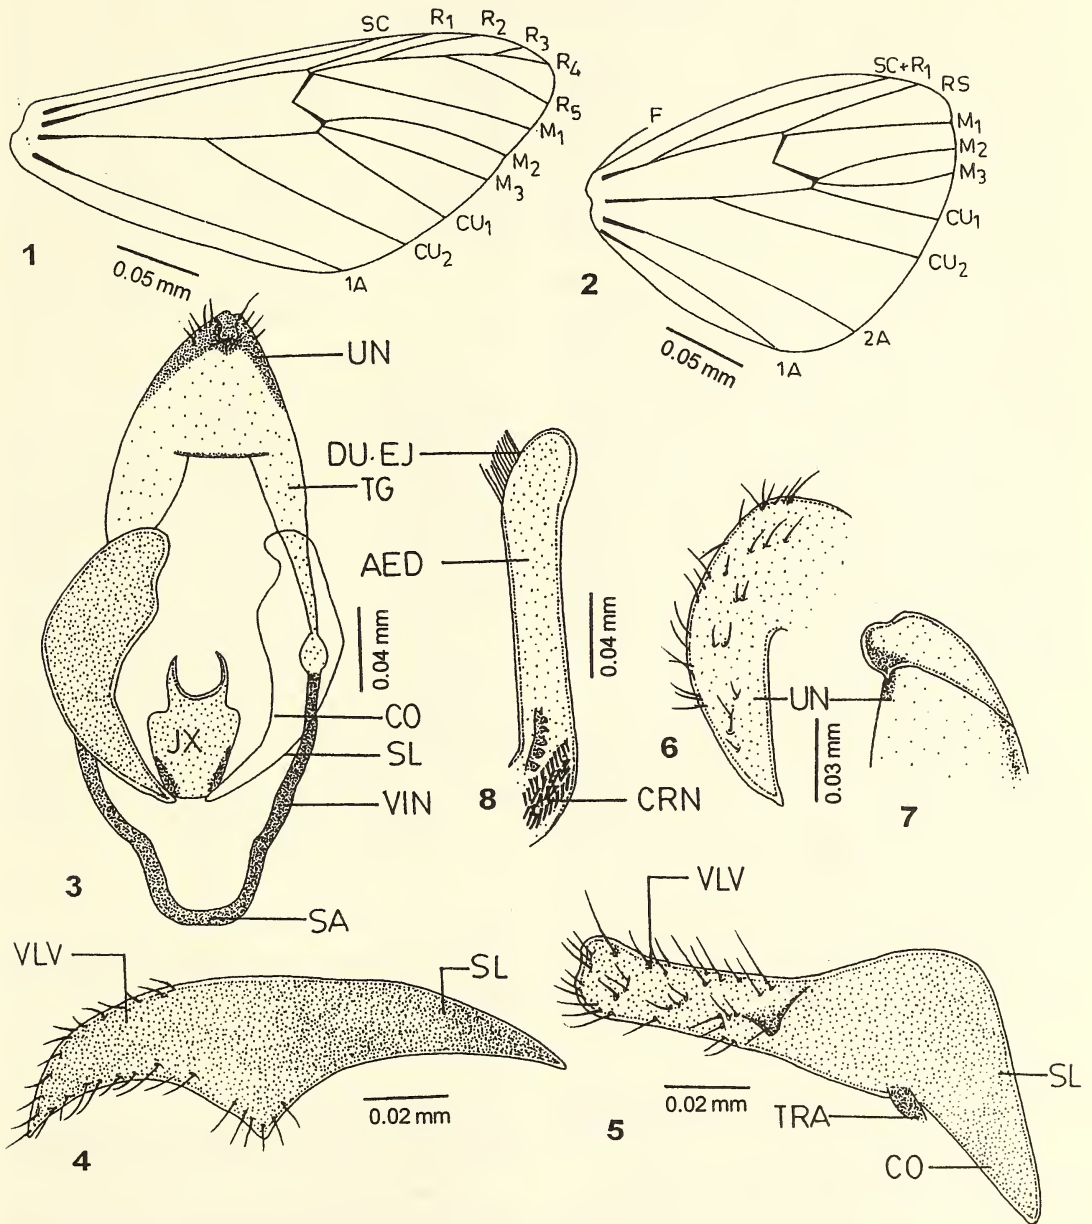 SC
R1
R2
R3
R4
R5
M1
M2
M3
CU1
CU2
1A
1
0.05 mm
F
SC+R1
RS
M1
M2
M3
CU1
CU2
2A
1A
2
0.05 mm
UN
TG
JX
CO
SL
VIN
SA
0.04 mm
3
DU·EJ
AED
CRN
0.04 mm
8
UN
6
0.03 mm
7
VLV
SL
0.02 mm
4
VLV
SL
TRA
CO
0.02 mm
5